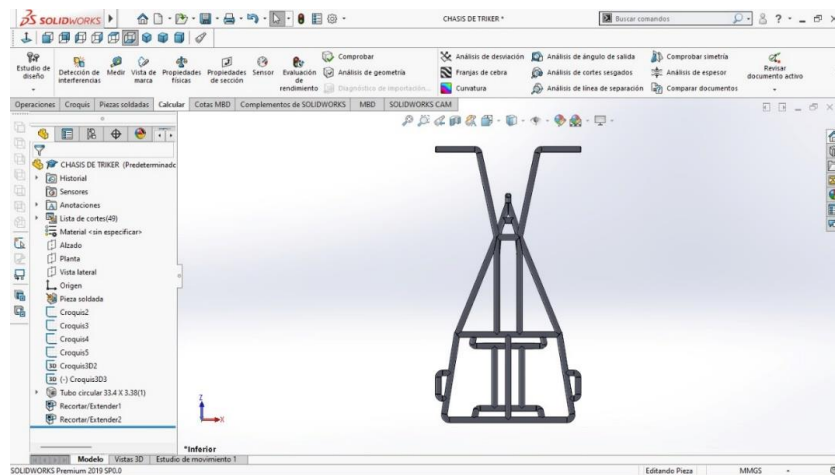 SOLIDWORKS
CHASIS DE TRIKER *
Buscar comandos
Estudio de diseño
Detección de interferencias
Medir
Vista de marca
Propiedades físicas
Propiedades de sección
Sensor
Evaluación de rendimiento
Comprobar
Análisis de geometría
Diagnóstico de importación...
Análisis de desviación
Franjas de cebra
Curvatura
Análisis de ángulo de salida
Análisis de cortes sesgados
Análisis de línea de separación
Comprobar simetría
Análisis de espesor
Comparar documentos
Revisar documento activo
Operaciones Croquis Piezas soldadas Calcular Cotas MBD Complementos de SOLIDWORKS MBD SOLIDWORKS CAM
CHASIS DE TRIKER (Predeterminado
Historial
Sensores
Anotaciones
Lista de cortes(49)
Material <sin especificar>
Alzado
Planta
Vista lateral
Origen
Pieza soldada
Croquis2
Croquis3
Croquis4
Croquis5
3D Croquis3D2
3D (-) Croquis3D3
Tubo circular 33.4 X 3.38(1)
Recortar/Extender1
Recortar/Extender2
Z
X
*Inferior
Modelo Vistas 3D Estudio de movimiento 1
SOLIDWORKS Premium 2019 SP0.0
Editando Pieza
MMGS